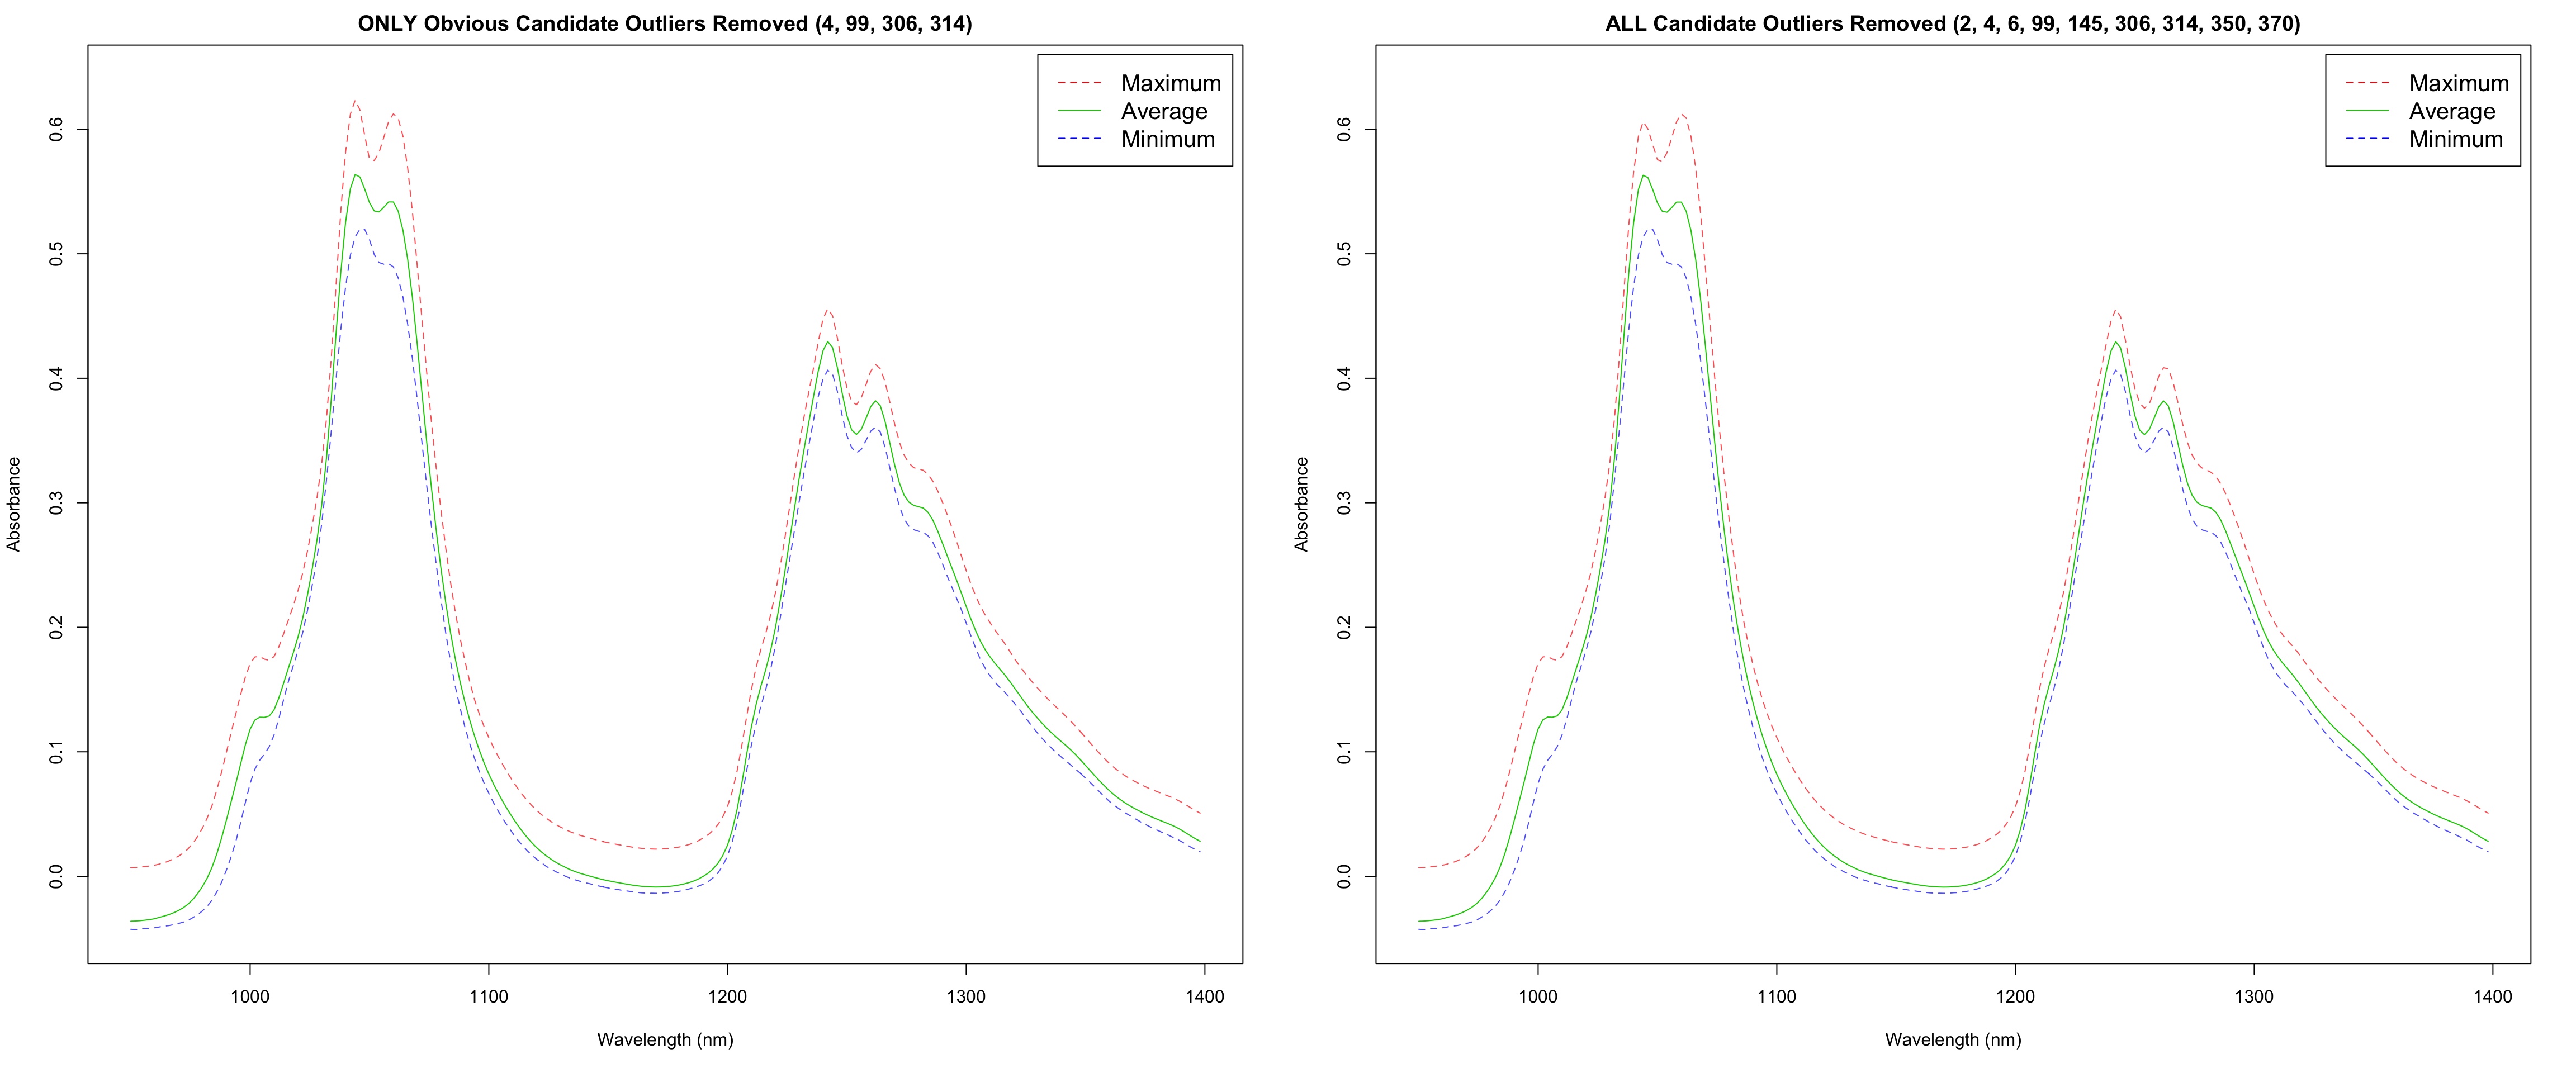 ONLY Obvious Candidate Outliers Removed (4, 99, 306, 314)
Maximum
Average
Minimum
Absorbance
0.6
0.5
0.4
0.3
0.2
0.1
0.0
1000 1100 1200 1300 1400
Wavelength (nm)
ALL Candidate Outliers Removed (2, 4, 6, 99, 145, 306, 314, 350, 370)
Maximum
Average
Minimum
Absorbance
0.6
0.5
0.4
0.3
0.2
0.1
0.0
1000 1100 1200 1300 1400
Wavelength (nm)